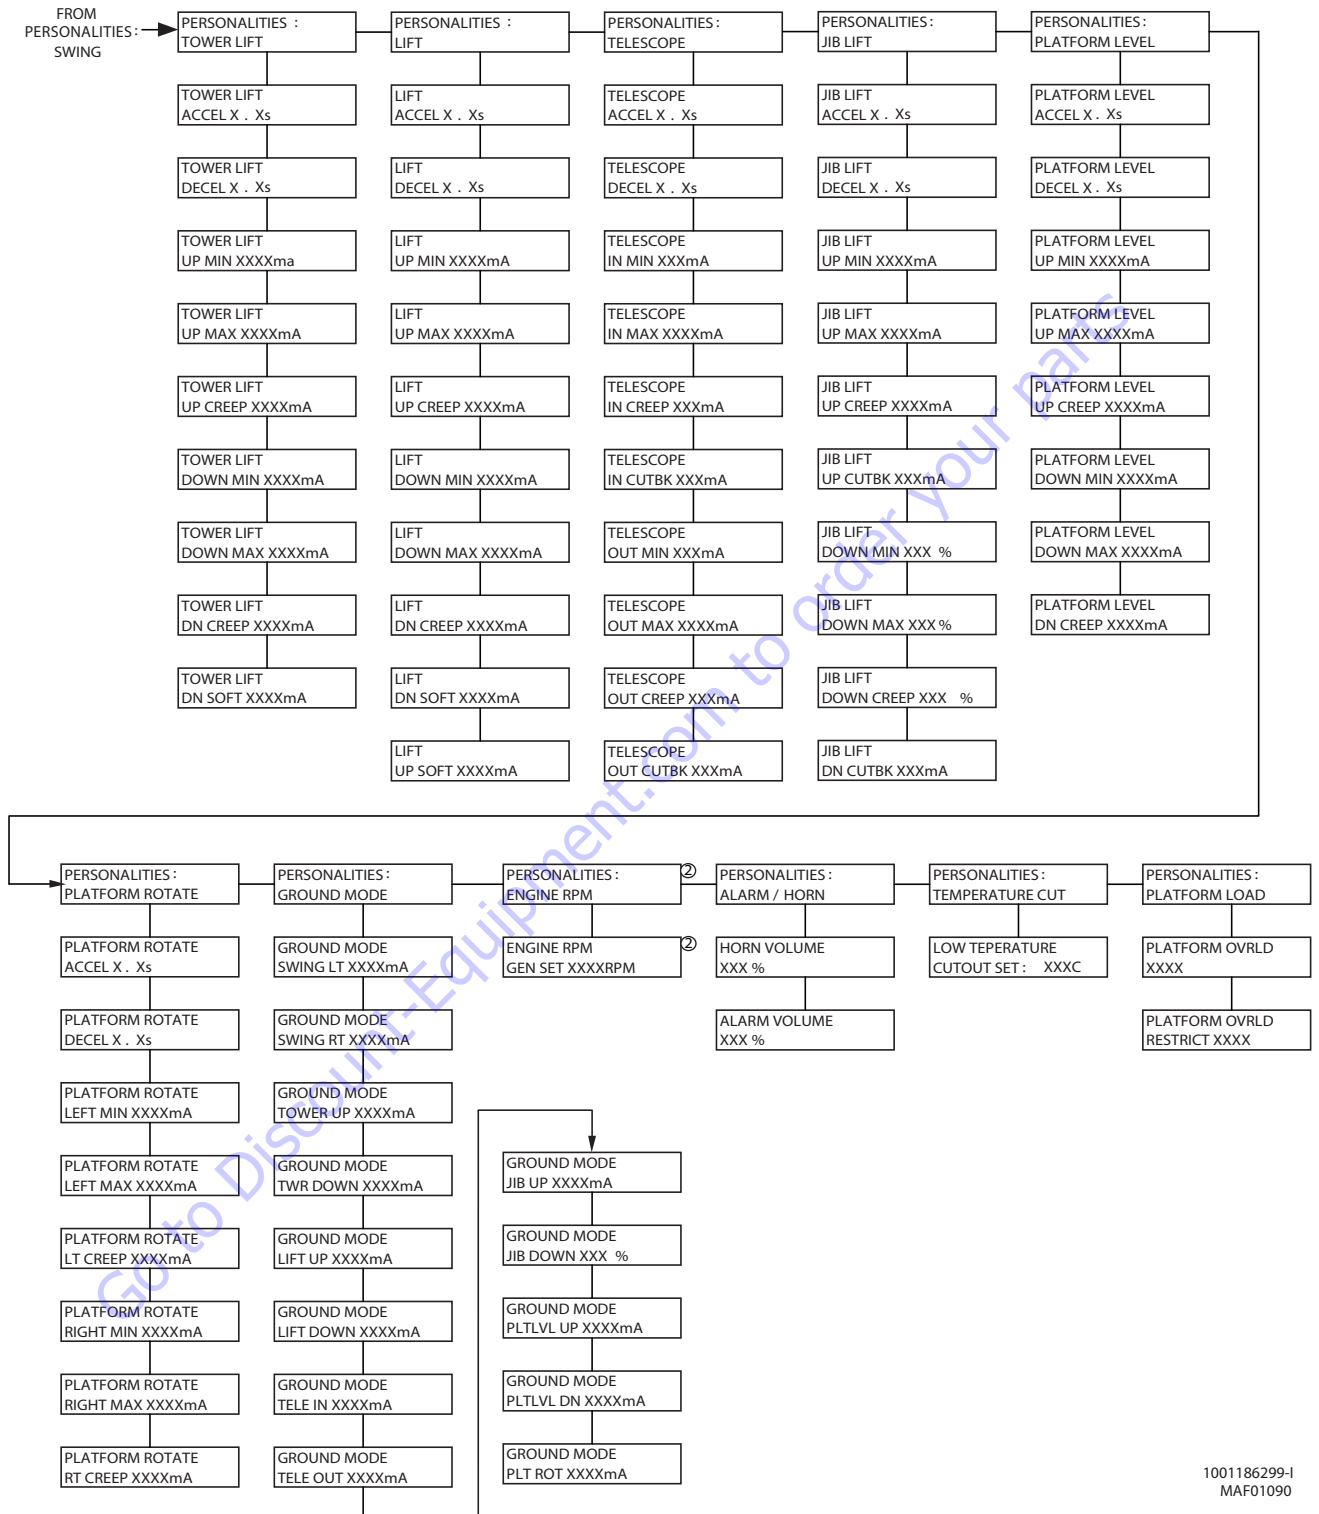 FROM
PERSONALITIES:
SWING
PERSONALITIES :
TOWER LIFT
TOWER LIFT
ACCEL X . Xs
TOWER LIFT
DECEL X . Xs
TOWER LIFT
UP MIN XXXXma
TOWER LIFT
UP MAX XXXXmA
TOWER LIFT
UP CREEP XXXXmA
TOWER LIFT
DOWN MIN XXXXmA
TOWER LIFT
DOWN MAX XXXXmA
TOWER LIFT
DN CREEP XXXXmA
TOWER LIFT
DN SOFT XXXXmA
PERSONALITIES :
LIFT
LIFT
ACCEL X . Xs
LIFT
DECEL X . Xs
LIFT
UP MIN XXXXmA
LIFT
UP MAX XXXXmA
LIFT
UP CREEP XXXXmA
LIFT
DOWN MIN XXXXmA
LIFT
DOWN MAX XXXXmA
LIFT
DN CREEP XXXXmA
LIFT
DN SOFT XXXXmA
LIFT
UP SOFT XXXXmA
PERSONALITIES:
TELESCOPE
TELESCOPE
ACCEL X . Xs
TELESCOPE
DECEL X . Xs
TELESCOPE
IN MIN XXXmA
TELESCOPE
IN MAX XXXXmA
TELESCOPE
IN CREEP XXXmA
TELESCOPE
IN CUTBK XXXmA
TELESCOPE
OUT MIN XXXmA
TELESCOPE
OUT MAX XXXXmA
TELESCOPE
OUT CREEP XXXmA
TELESCOPE
OUT CUTBK XXXmA
PERSONALITIES:
JIB LIFT
JIB LIFT
ACCEL X . Xs
JIB LIFT
DECEL X . Xs
JIB LIFT
UP MIN XXXXmA
JIB LIFT
UP MAX XXXXmA
JIB LIFT
UP CREEP XXXXmA
JIB LIFT
UP CUTBK XXXmA
JIB LIFT
DOWN MIN XXX %
JIB LIFT
DOWN MAX XXX %
JIB LIFT
DOWN CREEP XXX %
JIB LIFT
DN CUTBK XXXmA
PERSONALITIES:
PLATFORM LEVEL
PLATFORM LEVEL
ACCEL X . Xs
PLATFORM LEVEL
DECEL X . Xs
PLATFORM LEVEL
UP MIN XXXXmA
PLATFORM LEVEL
UP MAX XXXXmA
PLATFORM LEVEL
UP CREEP XXXXmA
PLATFORM LEVEL
DOWN MIN XXXXmA
PLATFORM LEVEL
DOWN MAX XXXXmA
PLATFORM LEVEL
DN CREEP XXXXmA
PERSONALITIES:
PLATFORM ROTATE
PLATFORM ROTATE
ACCEL X . Xs
PLATFORM ROTATE
DECEL X . Xs
PLATFORM ROTATE
LEFT MIN XXXXmA
PLATFORM ROTATE
LEFT MAX XXXXmA
PLATFORM ROTATE
LT CREEP XXXXmA
PLATFORM ROTATE
RIGHT MIN XXXXmA
PLATFORM ROTATE
RIGHT MAX XXXXmA
PLATFORM ROTATE
RT CREEP XXXXmA
PERSONALITIES:
GROUND MODE
GROUND MODE
SWING LT XXXXmA
GROUND MODE
SWING RT XXXXmA
GROUND MODE
TOWER UP XXXXmA
GROUND MODE
TWR DOWN XXXXmA
GROUND MODE
LIFT UP XXXXmA
GROUND MODE
LIFT DOWN XXXXmA
GROUND MODE
TELE IN XXXXmA
GROUND MODE
TELE OUT XXXXmA
PERSONALITIES: ②
ENGINE RPM
ENGINE RPM ②
GEN SET XXXXRPM
GROUND MODE
JIB UP XXXXmA
GROUND MODE
JIB DOWN XXX %
GROUND MODE
PLTLVL UP XXXXmA
GROUND MODE
PLTLVL DN XXXXmA
GROUND MODE
PLT ROT XXXXmA
PERSONALITIES:
ALARM / HORN
HORN VOLUME
XXX %
ALARM VOLUME
XXX %
PERSONALITIES:
TEMPERATURE CUT
LOW TEPERATURE
CUTOUT SET : XXXC
PERSONALITIES:
PLATFORM LOAD
PLATFORM OVRLD
XXXX
PLATFORM OVRLD
RESTRICT XXXX
1001186299-I
MAF01090
Go to Discount-Equipment.com to order your parts